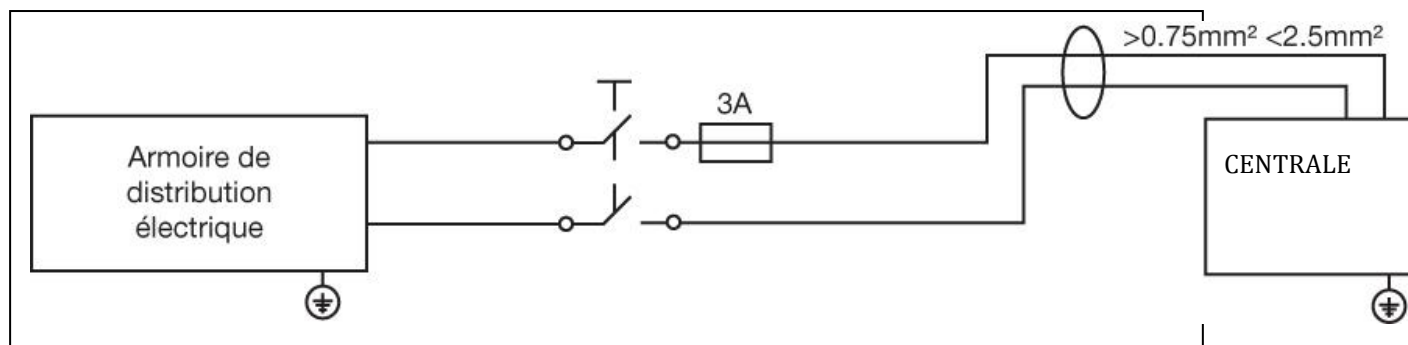 >0.75mm² <2.5mm²
3A
Armoire de
distribution
électrique
CENTRALE